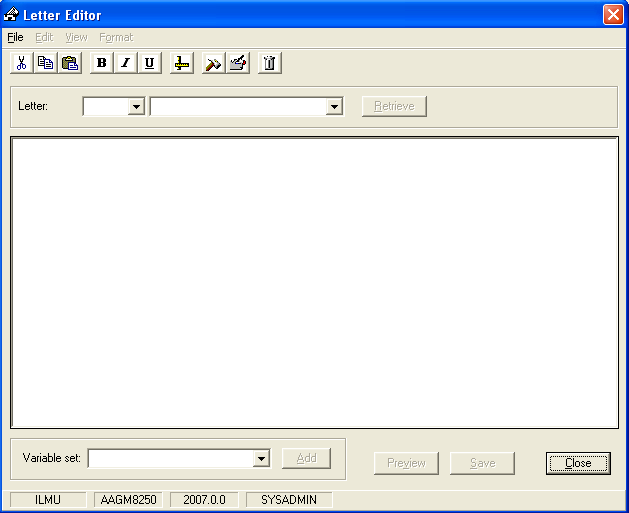 Letter Editor
File Edit View Format
B I U
Letter: Retrieve
Variable set: Add Preview Save Close
ILMU AAGM8250 2007.0.0 SYSADMIN